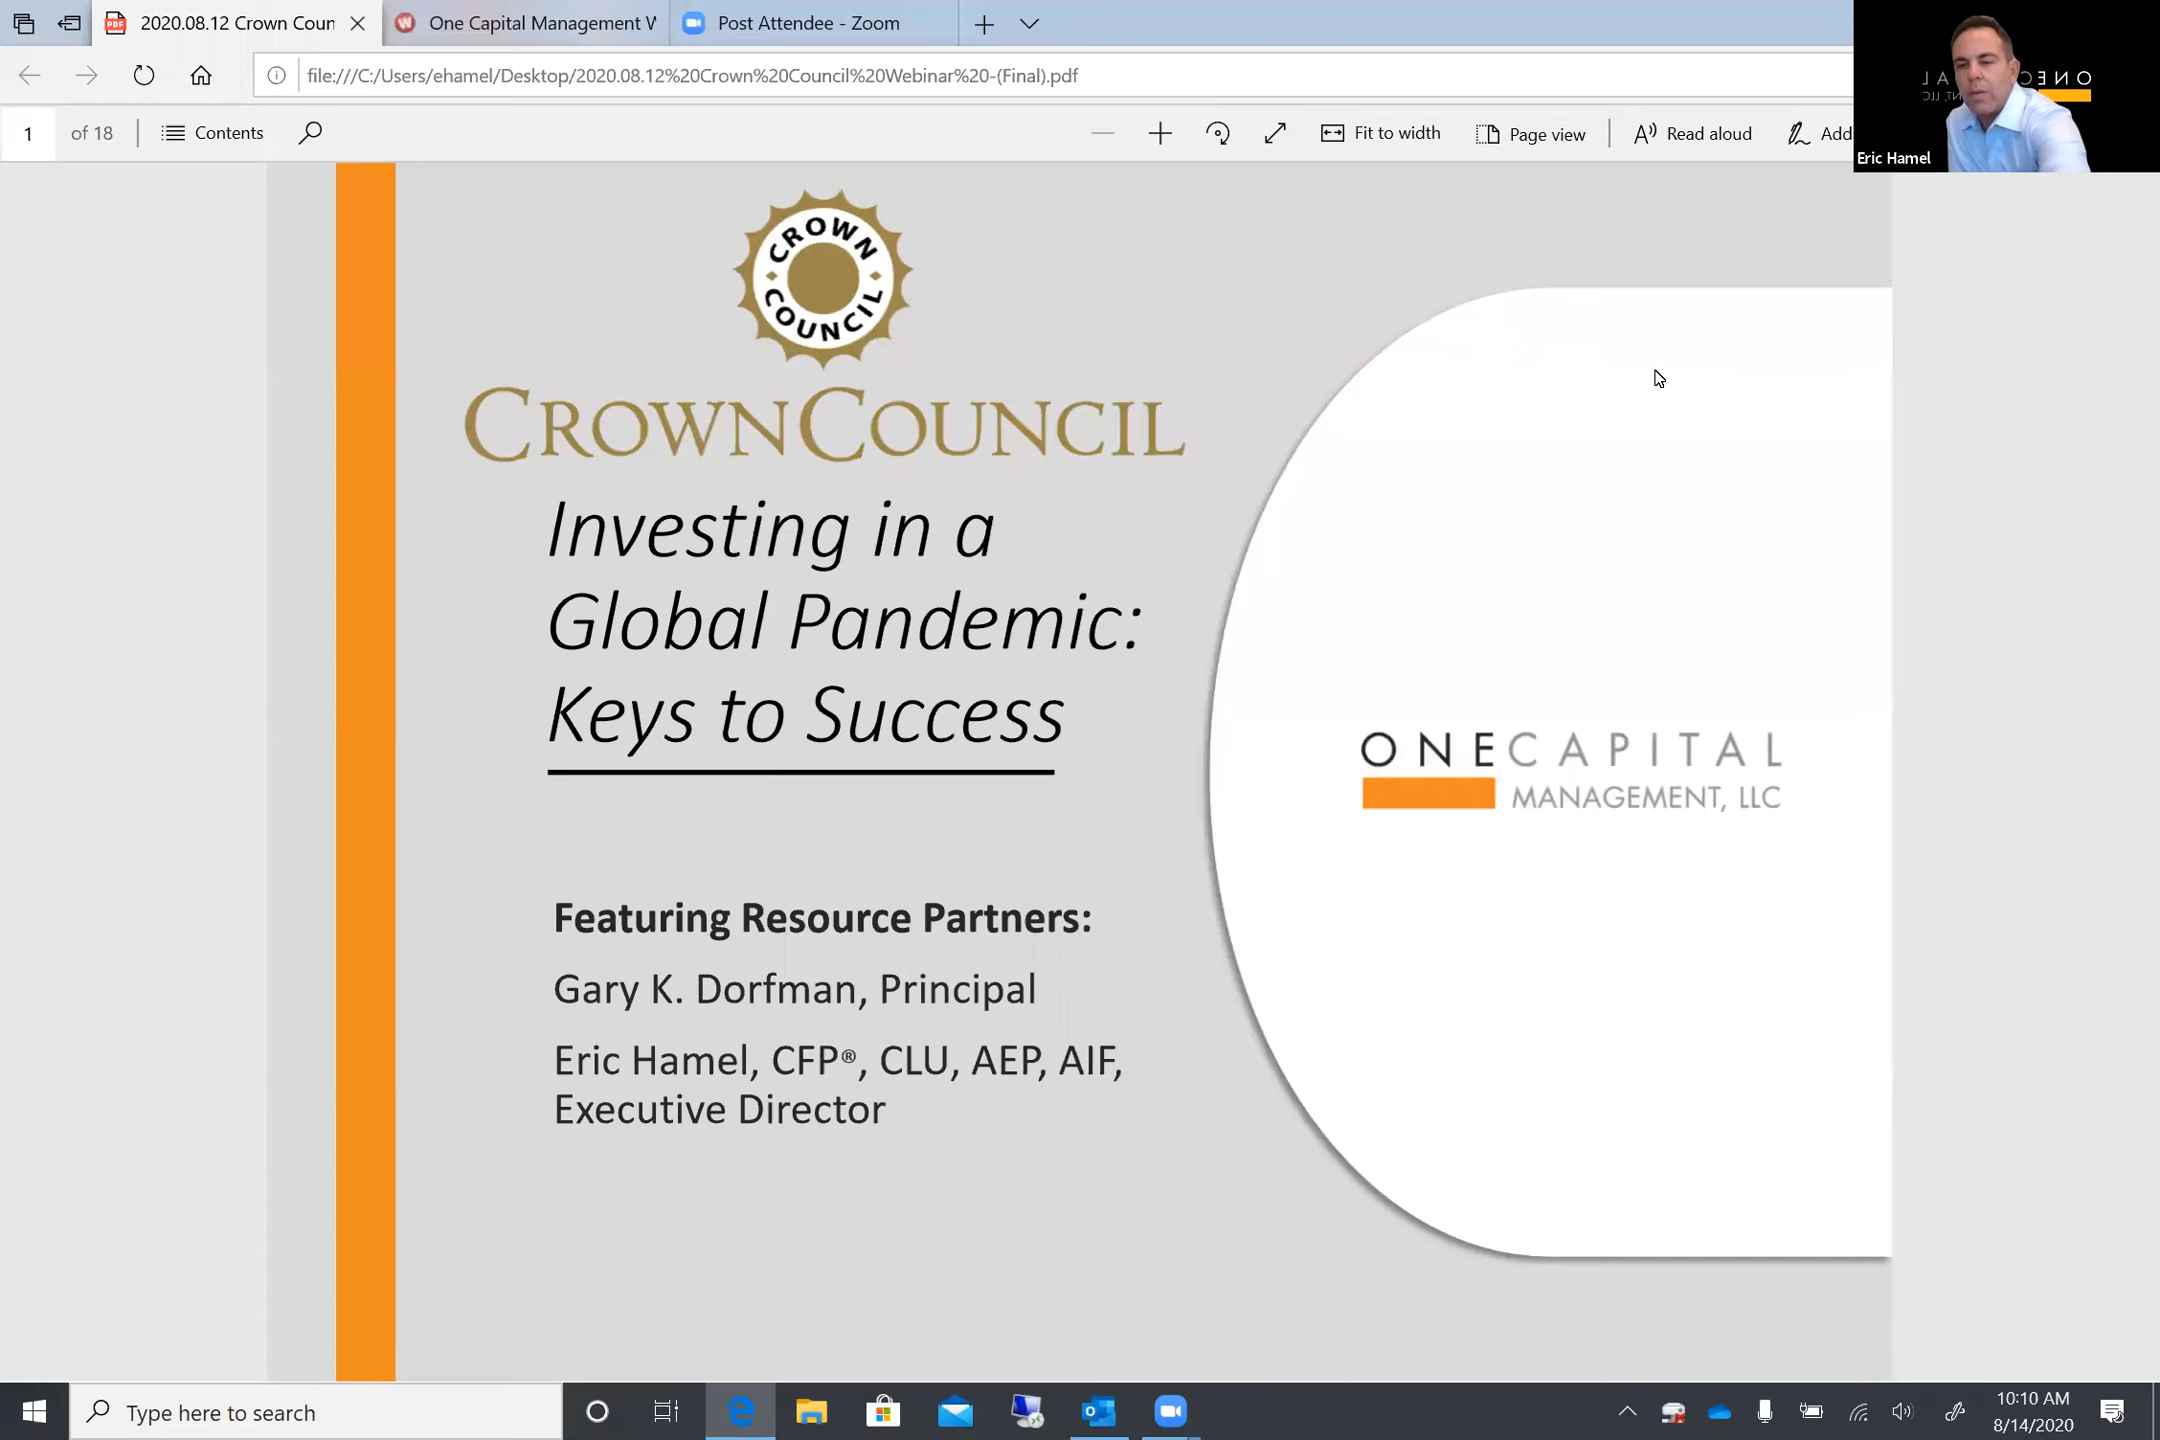 2020.08.12 Crown Coun
One Capital Management W
Post Attendee - Zoom
file:///C:/Users/ehamel/Desktop/2020.08.12%20Crown%20Council%20Webinar%20-(Final).pdf
1 of 18
Contents
Fit to width
Page view
Read aloud
Add
Eric Hamel
CROWN COUNCIL
CROWNCOUNCIL
Investing in a
Global Pandemic:
Keys to Success
ONECAPITAL
MANAGEMENT, LLC
Featuring Resource Partners:
Gary K. Dorfman, Principal
Eric Hamel, CFP®, CLU, AEP, AIF,
Executive Director
Type here to search
10:10 AM
8/14/2020